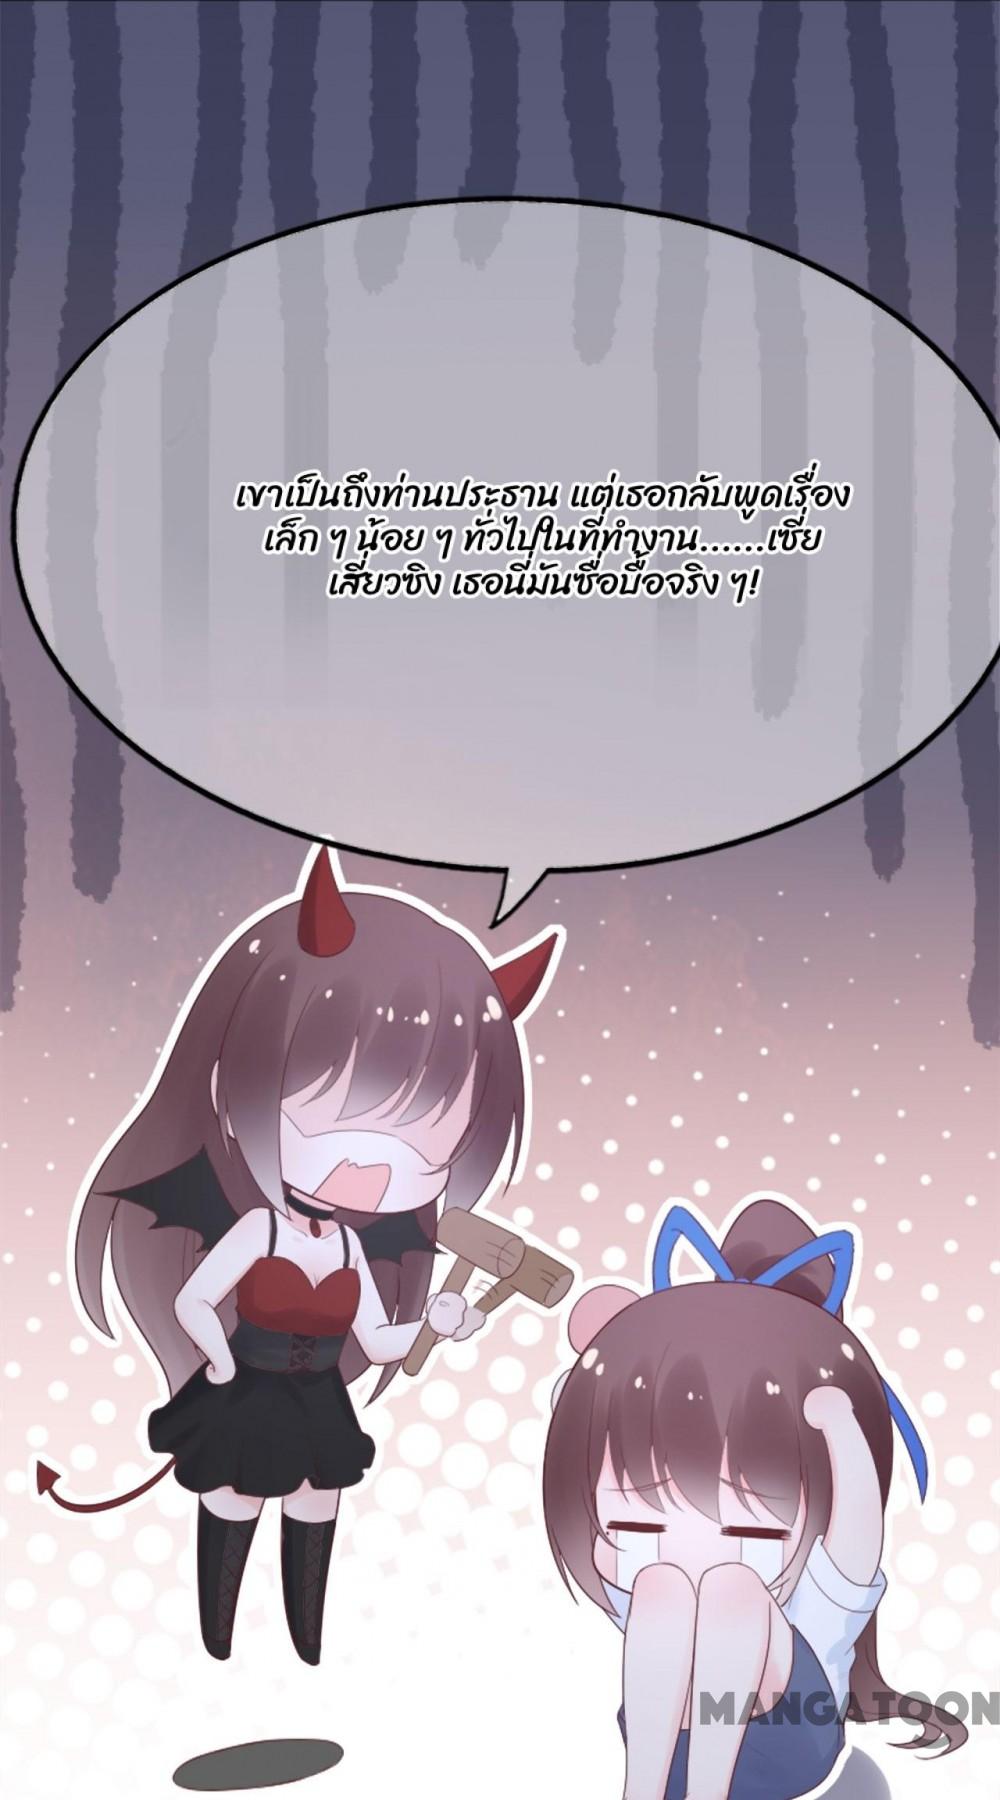 เขาเป็นถึงท่านประธาน แต่เธอกลับพูดเรื่อง
เล็ก ๆ น้อย ๆ ทั่วไปในที่ทำงาน......เซี่ย
เสี่ยวซิง เธอนี่มันซื่อบื้อจริง ๆ!
MANGATOON